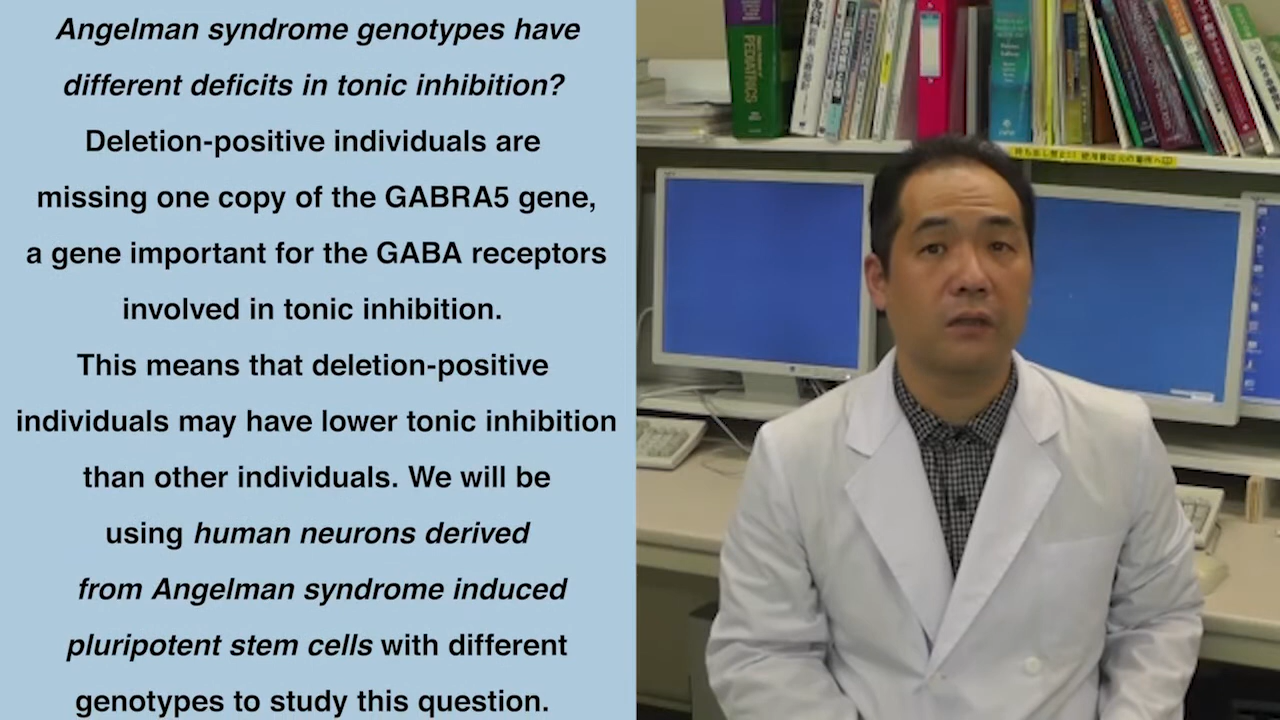 Angelman syndrome genotypes have
different deficits in tonic inhibition?
Deletion-positive individuals are
missing one copy of the GABRA5 gene,
a gene important for the GABA receptors
involved in tonic inhibition.
This means that deletion-positive
individuals may have lower tonic inhibition
than other individuals. We will be
using human neurons derived
from Angelman syndrome induced
pluripotent stem cells with different
genotypes to study this question.
PEDIATRICS